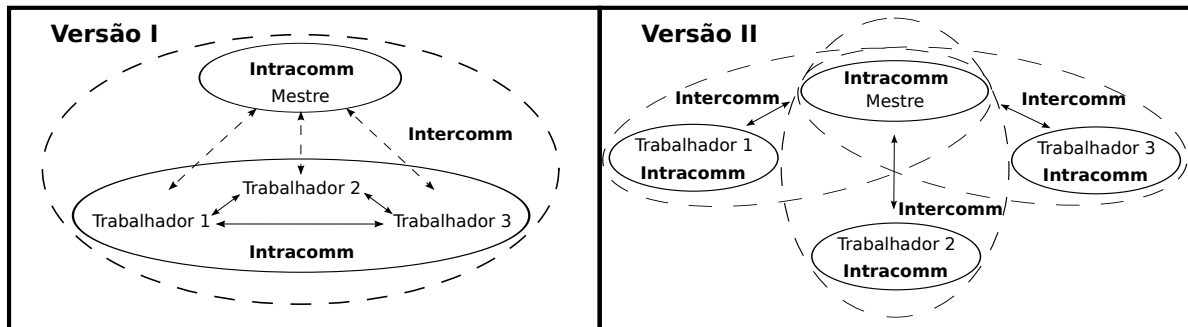 Versão I
Intracomm
Mestre
Intercomm
Trabalhador 2
Trabalhador 1
Trabalhador 3
Intracomm
Versão II
Intracomm
Mestre
Intercomm
Intercomm
Trabalhador 1
Intracomm
Trabalhador 3
Intracomm
Intercomm
Trabalhador 2
Intracomm